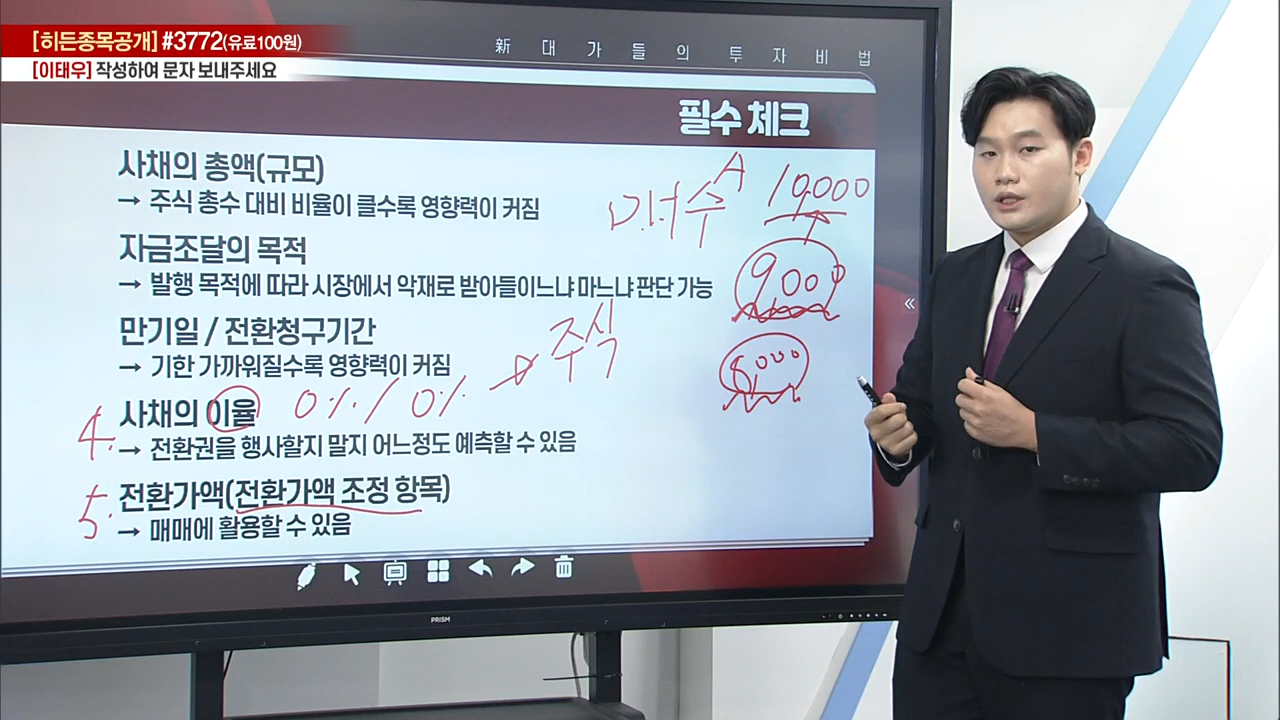 [히든종목공개] #3772(유료100원)
[이태우] 작성하여 문자 보내주세요
新 대 가 들 의 투 자 비 법
필수 체크
사채의 총액(규모)
→ 주식 총수 대비 비율이 클수록 영향력이 커짐
A 10,000
매수
자금조달의 목적
→ 발행 목적에 따라 시장에서 악재로 받아들이느냐 마느냐 판단 가능
9,000
만기일 / 전환청구기간
→ 기한 가까워질수록 영향력이 커짐
→ 주식
8,000
4. 사채의 이율 0% / 0%
→ 전환권을 행사할지 말지 어느정도 예측할 수 있음
5. 전환가액(전환가액 조정 항목)
→ 매매에 활용할 수 있음
PRISM